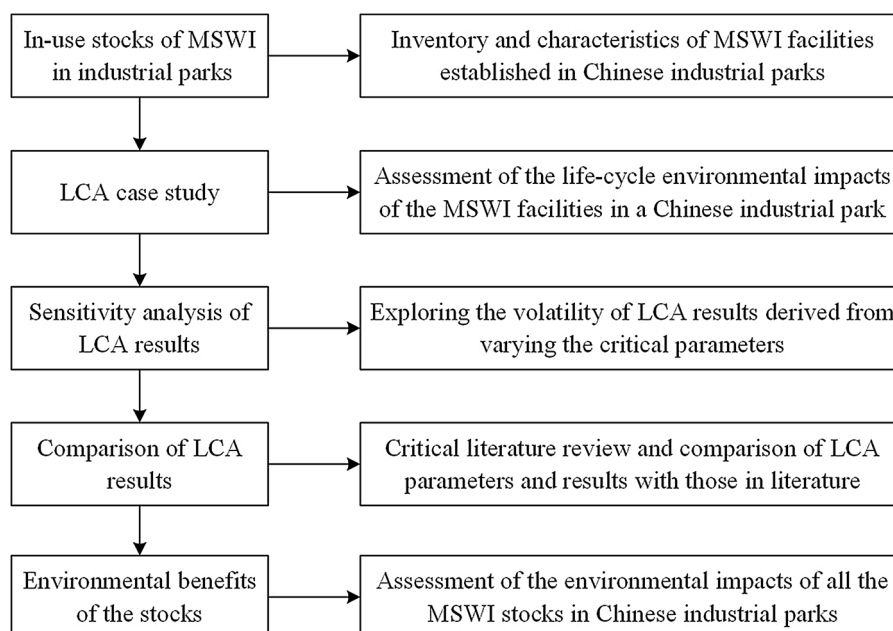 In-use stocks of MSWI
in industrial parks
Inventory and characteristics of MSWI facilities
established in Chinese industrial parks
LCA case study
Assessment of the life-cycle environmental impacts
of the MSWI facilities in a Chinese industrial park
Sensitivity analysis of
LCA results
Exploring the volatility of LCA results derived from
varying the critical parameters
Comparison of LCA
results
Critical literature review and comparison of LCA
parameters and results with those in literature
Environmental benefits
of the stocks
Assessment of the environmental impacts of all the
MSWI stocks in Chinese industrial parks